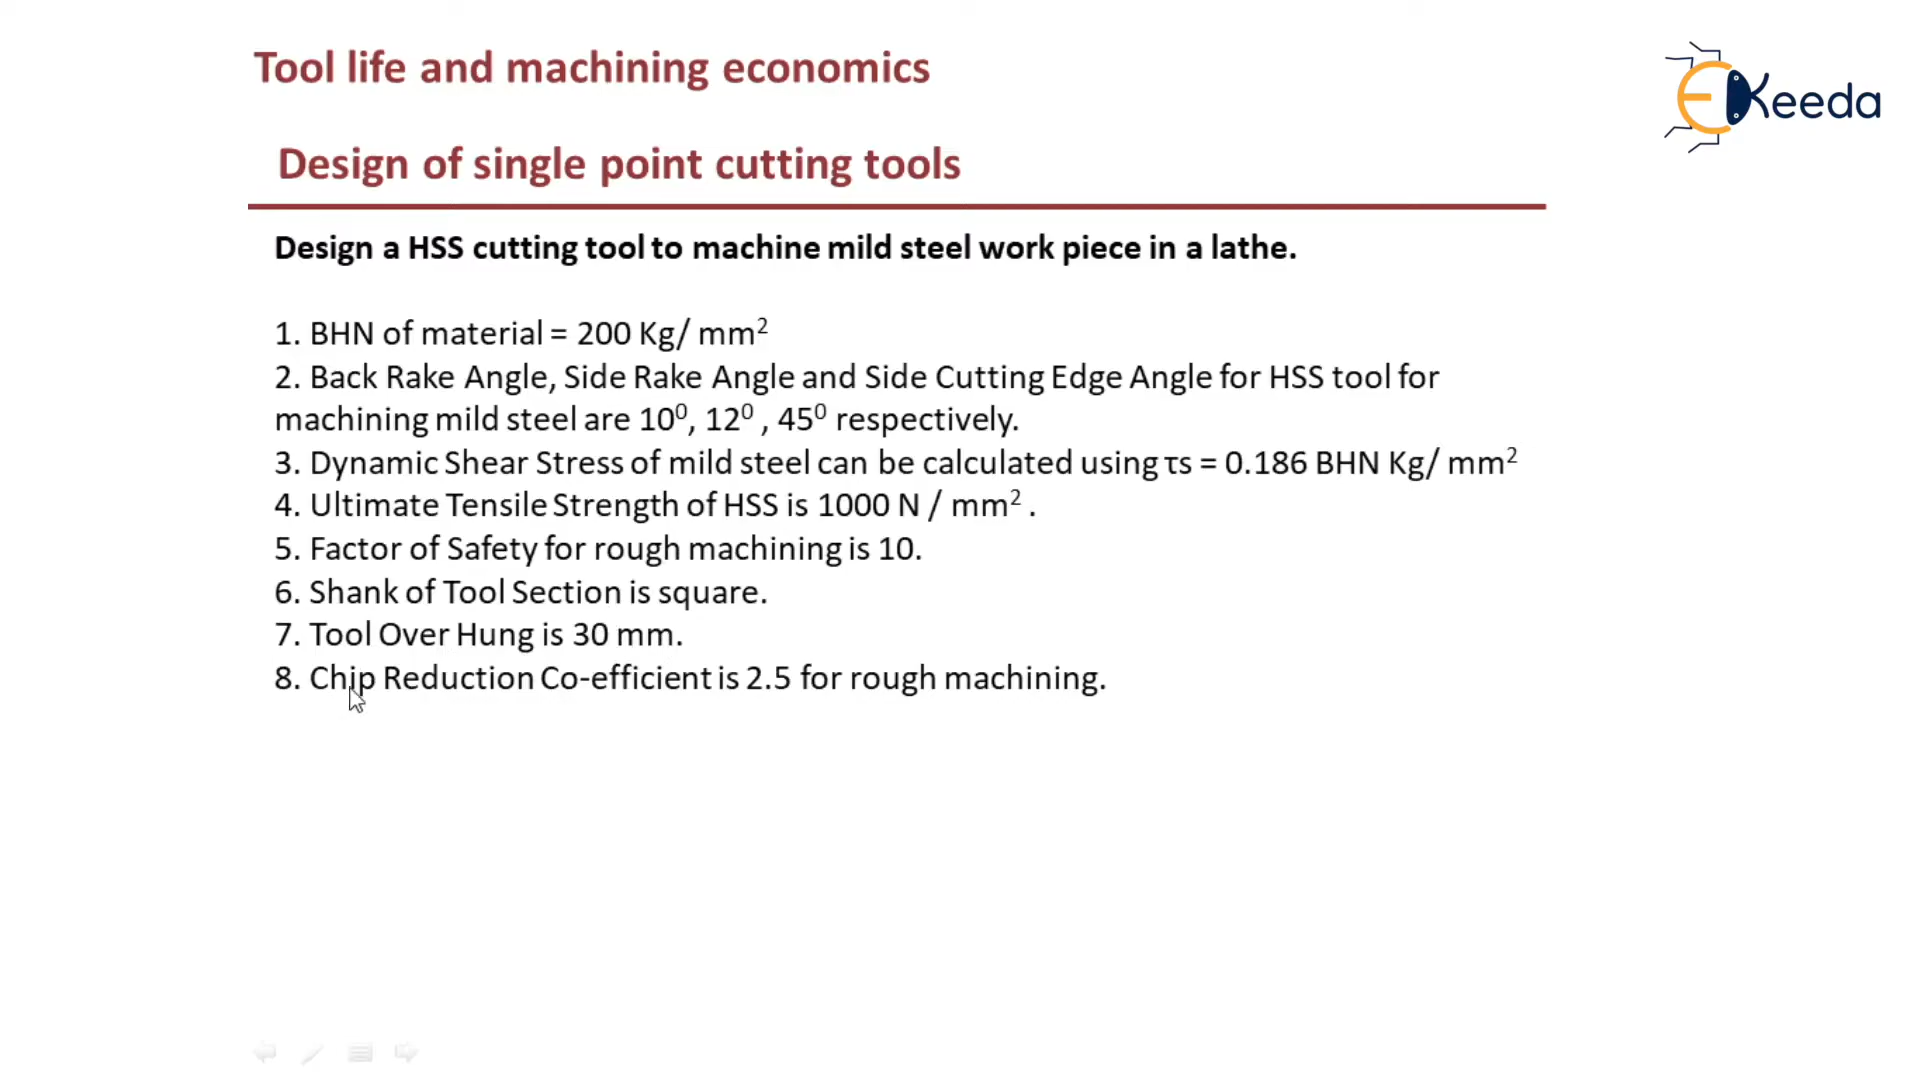 Tool life and machining economics
EKeeda
Design of single point cutting tools
Design a HSS cutting tool to machine mild steel work piece in a lathe.
1. BHN of material = 200 Kg/ mm²
2. Back Rake Angle, Side Rake Angle and Side Cutting Edge Angle for HSS tool for
machining mild steel are 10⁰, 12⁰ , 45⁰ respectively.
3. Dynamic Shear Stress of mild steel can be calculated using τs = 0.186 BHN Kg/ mm²
4. Ultimate Tensile Strength of HSS is 1000 N / mm² .
5. Factor of Safety for rough machining is 10.
6. Shank of Tool Section is square.
7. Tool Over Hung is 30 mm.
8. Chip Reduction Co-efficient is 2.5 for rough machining.